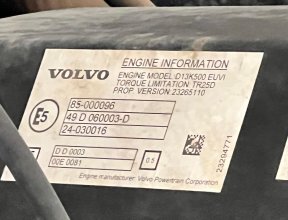 VOLVO
ENGINE INFORMATION
ENGINE MODEL:D13K500 EUVI
TORQUE LIMITATION TR25D
PROP. VERSION 23265110
E5
85-000096
49 D 060003-D
24-030016
D D 0003
00E 0081
0.5
23294771
Engine manufacturer: Volvo Powertrain Corporation